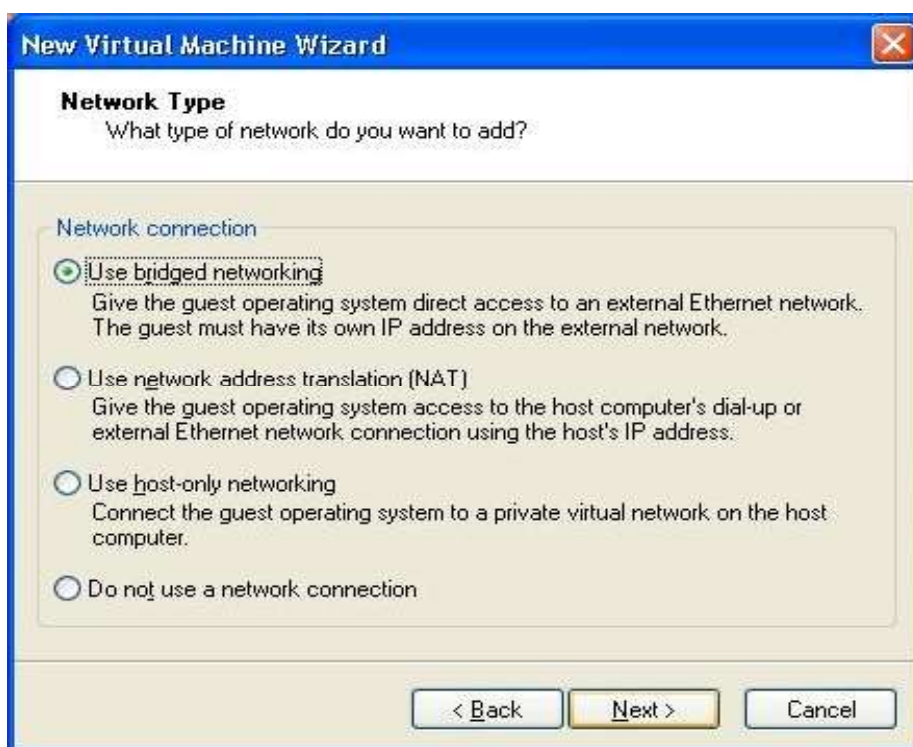 New Virtual Machine Wizard
Network Type
What type of network do you want to add?
Network connection
Use bridged networking
Give the guest operating system direct access to an external Ethernet network.
The guest must have its own IP address on the external network.
Use network address translation (NAT)
Give the guest operating system access to the host computer's dial-up or
external Ethernet network connection using the host's IP address.
Use host-only networking
Connect the guest operating system to a private virtual network on the host
computer.
Do not use a network connection
< Back
Next >
Cancel